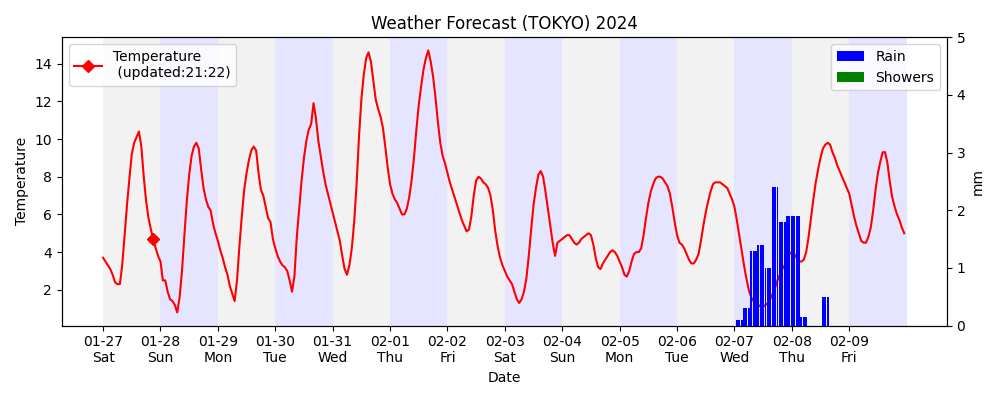 Weather Forecast (TOKYO) 2024
Temperature
(updated:21:22)
Rain
Showers
Temperature
14
12
10
8
6
4
2
5
4
3
2
1
0
mm
01-27 01-28 01-29 01-30 01-31 02-01 02-02 02-03 02-04 02-05 02-06 02-07 02-08 02-09
Sat Sun Mon Tue Wed Thu Fri Sat Sun Mon Tue Wed Thu Fri
Date